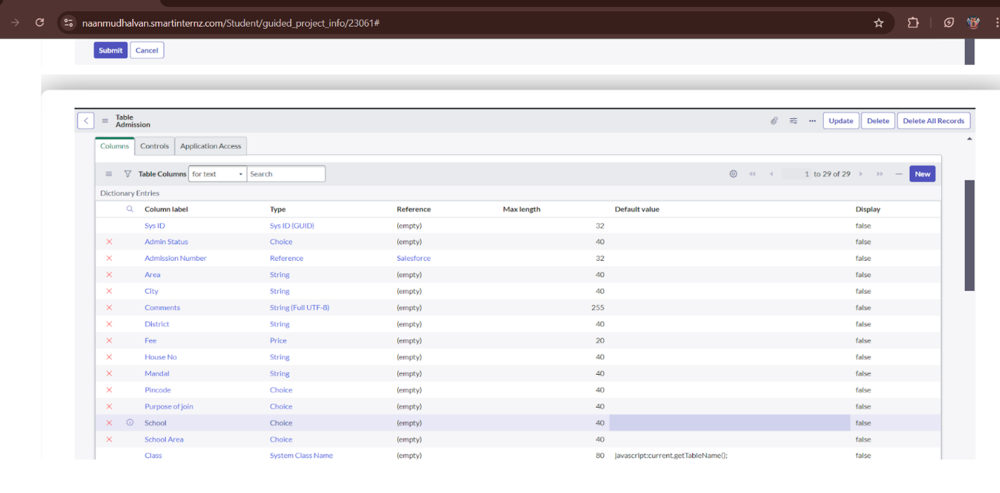 naanmudhalvan.smartinternz.com/Student/guided_project_info/23061#
Submit Cancel
Table
Admission
Update Delete Delete All Records
Columns Controls Application Access
Table Columns for text Search 1 to 29 of 29 New
Dictionary Entries
Column label Type Reference Max length Default value Display
Sys ID Sys ID (GUID) (empty) 32 false
Admin Status Choice (empty) 40 false
Admission Number Reference Salesforce 32 false
Area String (empty) 40 false
City String (empty) 40 false
Comments String (Full UTF-8) (empty) 255 false
District String (empty) 40 false
Fee Price (empty) 20 false
House No String (empty) 40 false
Mandal String (empty) 40 false
Pincode Choice (empty) 40 false
Purpose of join Choice (empty) 40 false
School Choice (empty) 40 false
School Area Choice (empty) 40 false
Class System Class Name (empty) 80 javascript:current.getTableName(); false